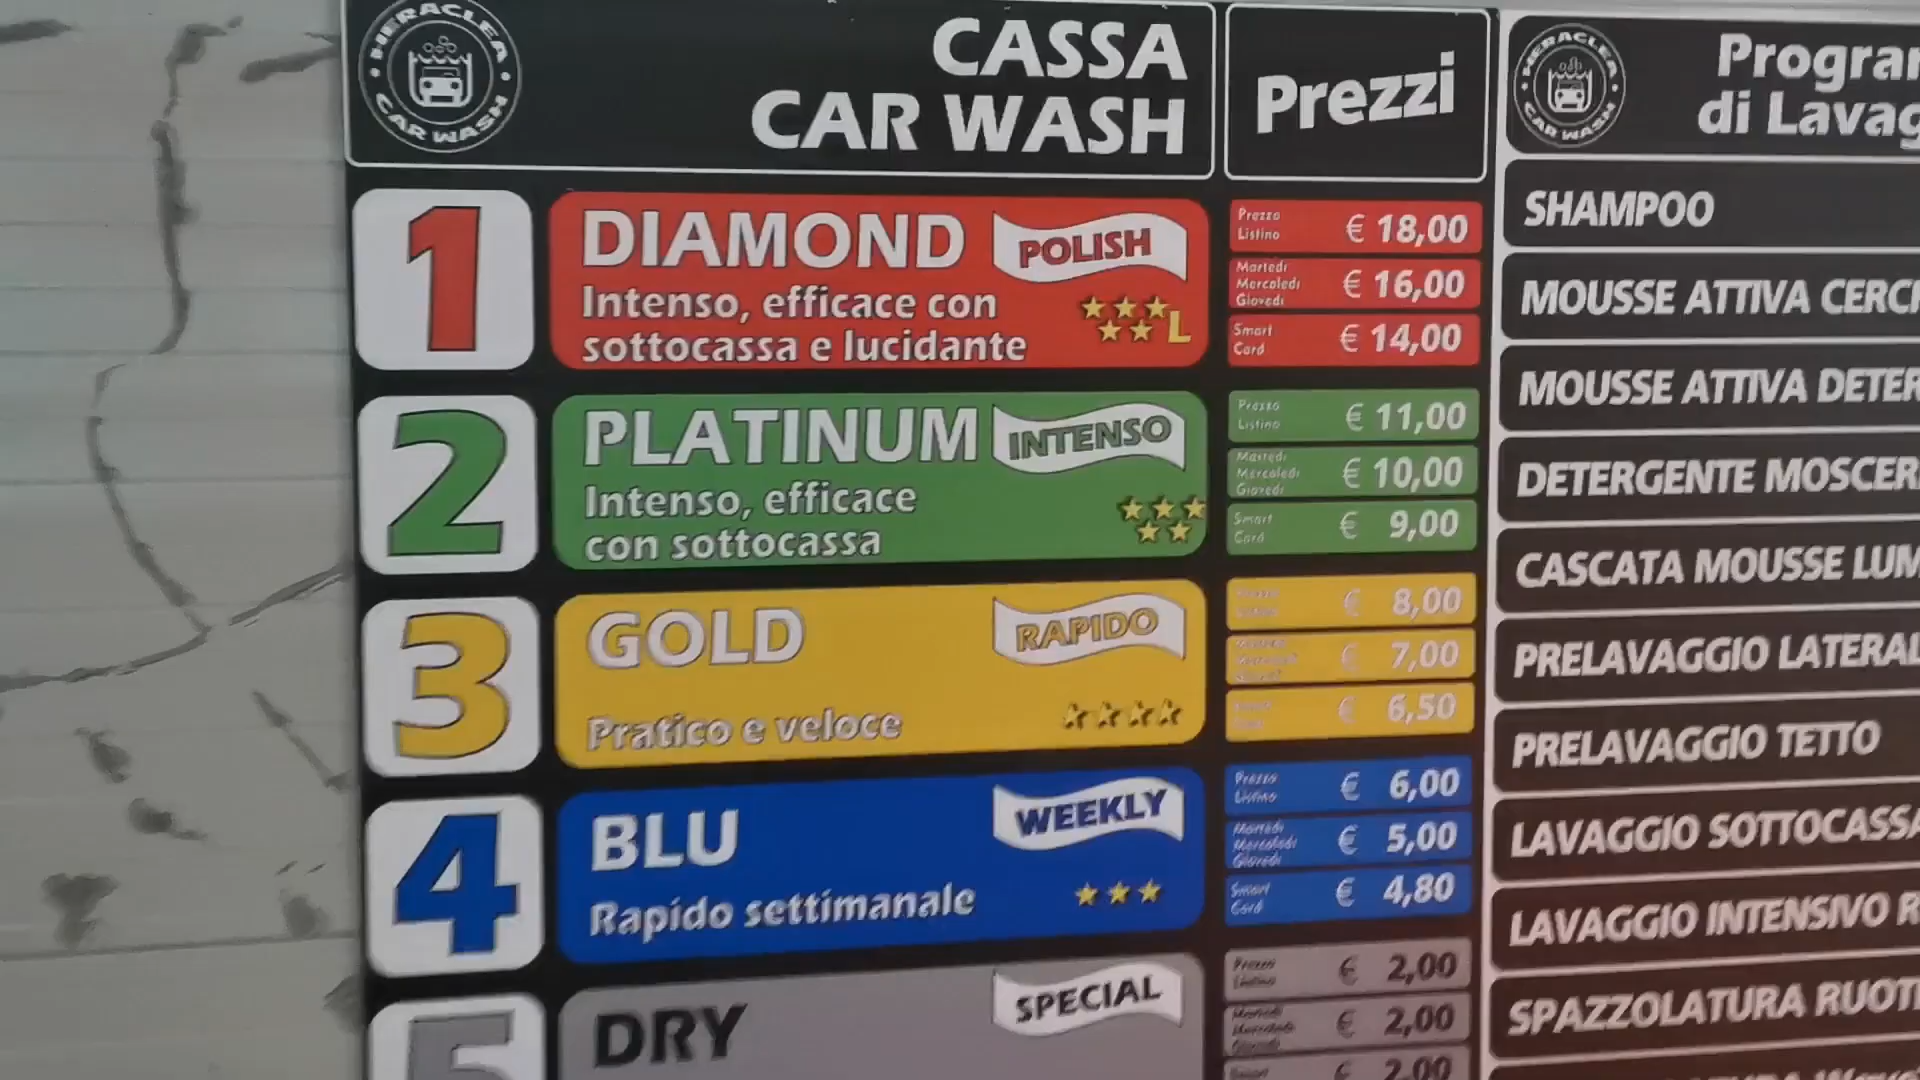 HERACLEA
CAR WASH
CASSA
CAR WASH
Prezzi
1
DIAMOND
POLISH
Intenso, efficace con
sottocassa e lucidante
L
Prezzo
Listino
€ 18,00
Martedì
Mercoledì
Giovedì
€ 16,00
Smart
Card
€ 14,00
2
PLATINUM
INTENSO
Intenso, efficace
con sottocassa
Prezzo
Listino
€ 11,00
Martedì
Mercoledì
Giovedì
€ 10,00
Smart
Card
€ 9,00
3
GOLD
RAPIDO
Pratico e veloce
€ 8,00
€ 7,00
€ 6,50
4
BLU
WEEKLY
Rapido settimanale
Prezzo
Listino
€ 6,00
Martedì
Mercoledì
Giovedì
€ 5,00
Smart
Card
€ 4,80
5
DRY
SPECIAL
Prezzo
Listino
€ 2,00
Martedì
Mercoledì
Giovedì
€ 2,00
Smart
€ 2,00
HERACLEA
CAR WASH
Progra
di Lavag
SHAMPOO
MOUSSE ATTIVA CERC
MOUSSE ATTIVA DETER
DETERGENTE MOSCER
CASCATA MOUSSE LUM
PRELAVAGGIO LATERAL
PRELAVAGGIO TETTO
LAVAGGIO SOTTOCASSA
LAVAGGIO INTENSIVO R
SPAZZOLATURA RUOT